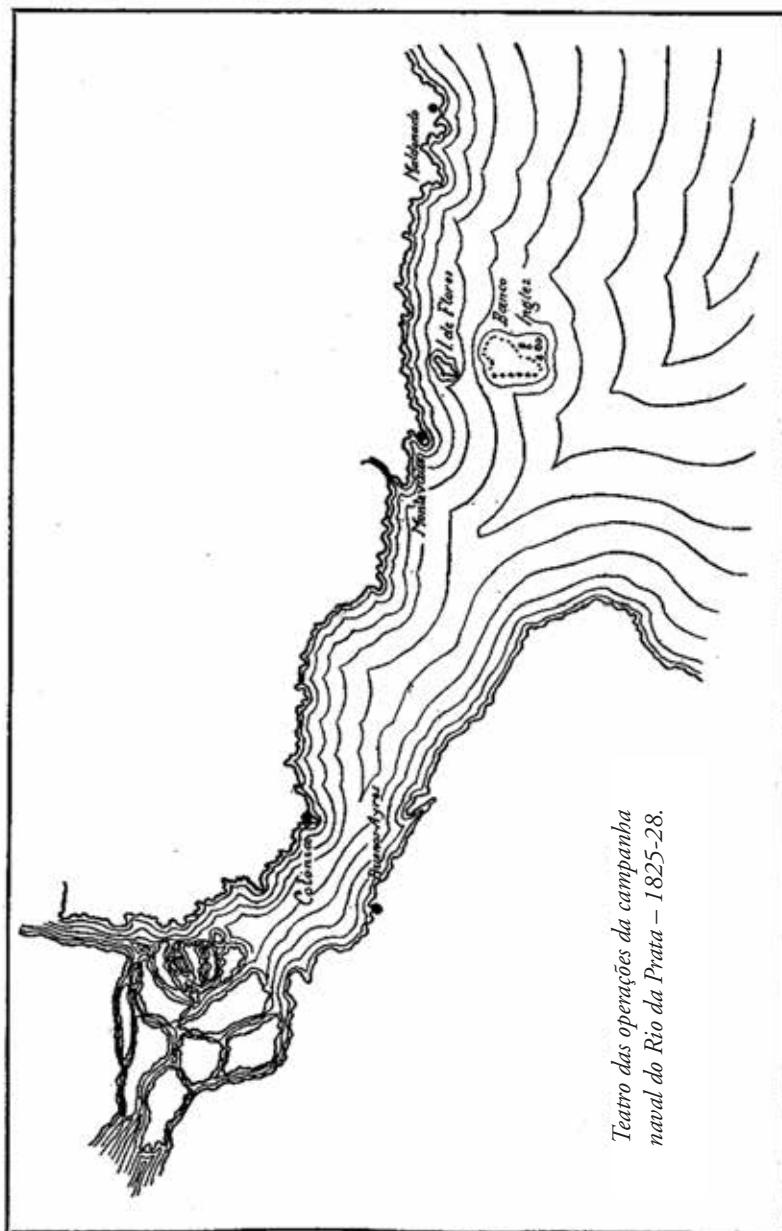 Maldonado
I. de Flores
Banco
Inglez
Montevideo
Colonia
Buenos Ayres
Teatro das operações da campanha
naval do Rio da Prata – 1825-28.